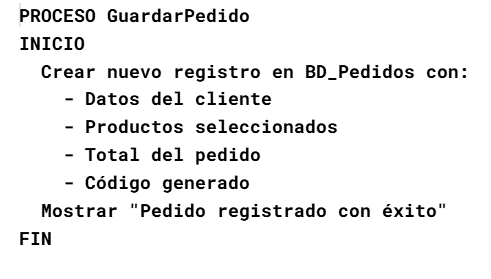 PROCESO GuardarPedido
INICIO
Crear nuevo registro en BD_Pedidos con:
- Datos del cliente
- Productos seleccionados
- Total del pedido
- Código generado
Mostrar "Pedido registrado con éxito"
FIN